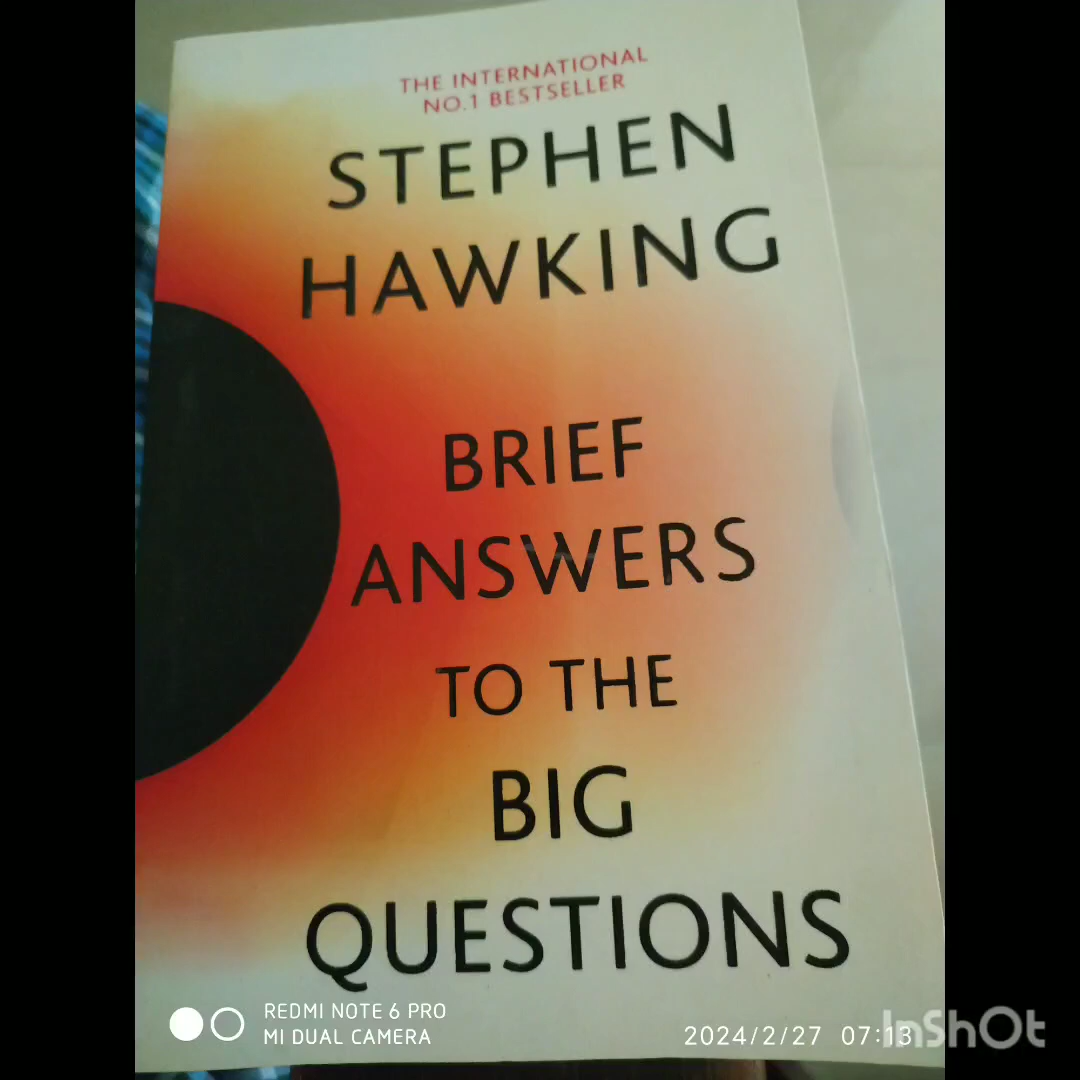 THE INTERNATIONAL
NO.1 BESTSELLER
STEPHEN
HAWKING
BRIEF
ANSWERS
TO THE
BIG
QUESTIONS
REDMI NOTE 6 PRO
MI DUAL CAMERA
2024/2/27 07:13
InShOt